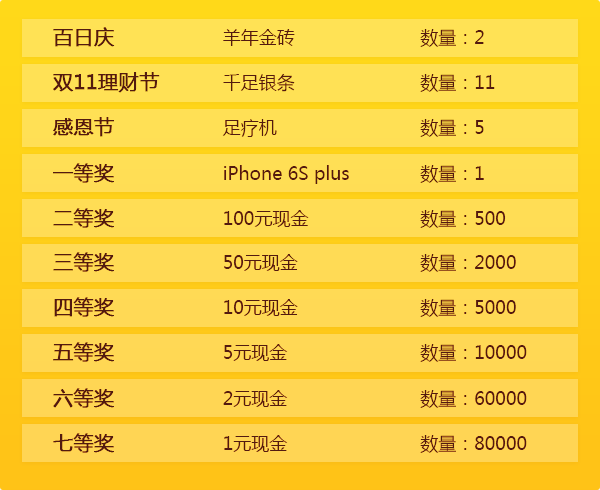 百日庆 羊年金砖 数量：2
双11理财节 千足银条 数量：11
感恩节 足疗机 数量：5
一等奖 iPhone 6S plus 数量：1
二等奖 100元现金 数量：500
三等奖 50元现金 数量：2000
四等奖 10元现金 数量：5000
五等奖 5元现金 数量：10000
六等奖 2元现金 数量：60000
七等奖 1元现金 数量：80000